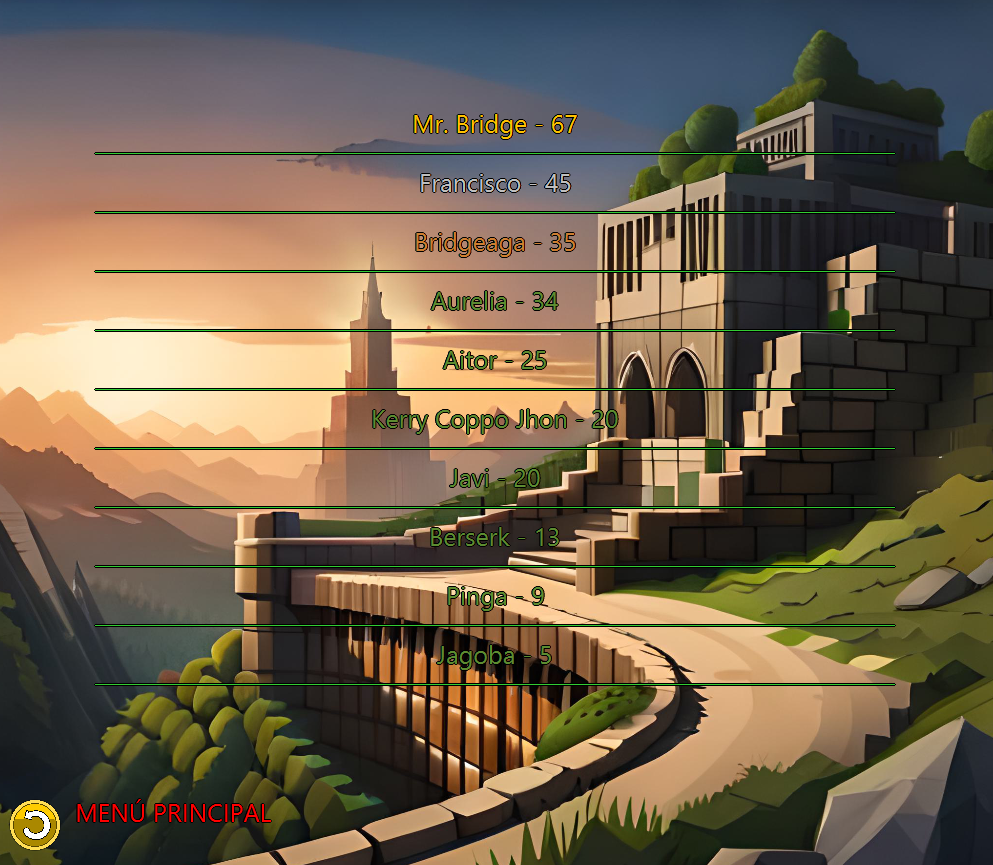 Mr. Bridge - 67
Francisco - 45
Bridgeaga - 35
Aurelia - 34
Aitor - 25
Kerry Coppo Jhon - 20
Javi - 20
Berserk - 13
Pinga - 9
Jagoba - 5
MENÚ PRINCIPAL